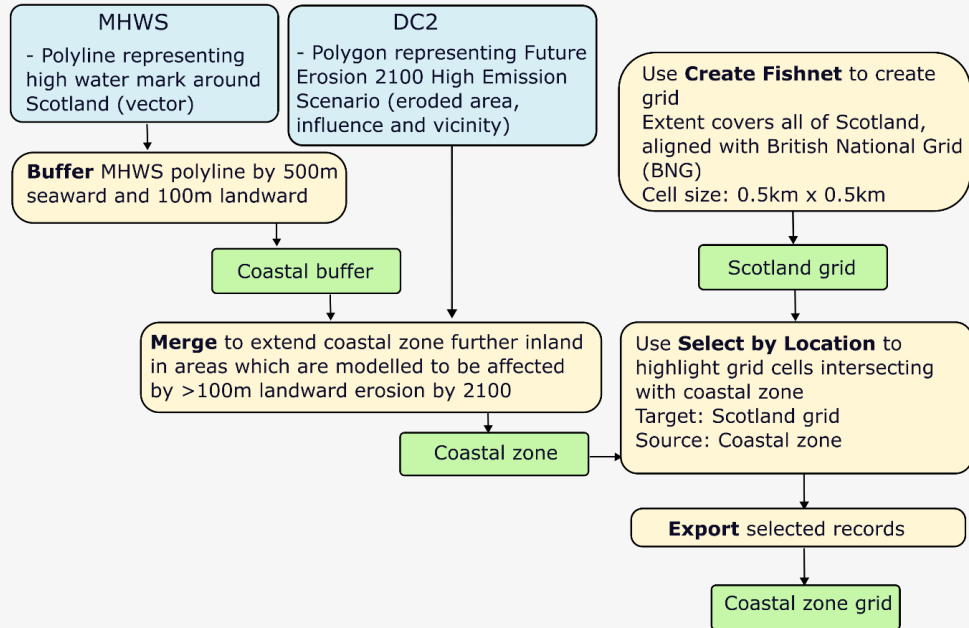 MHWS
- Polyline representing
high water mark around
Scotland (vector)
DC2
- Polygon representing Future
Erosion 2100 High Emission
Scenario (eroded area,
influence and vicinity)
Use Create Fishnet to create
grid
Extent covers all of Scotland,
aligned with British National Grid
(BNG)
Cell size: 0.5km x 0.5km
Buffer MHWS polyline by 500m
seaward and 100m landward
Coastal buffer
Scotland grid
Merge to extend coastal zone further inland
in areas which are modelled to be affected
by >100m landward erosion by 2100
Use Select by Location to
highlight grid cells intersecting
with coastal zone
Target: Scotland grid
Source: Coastal zone
Coastal zone
Export selected records
Coastal zone grid